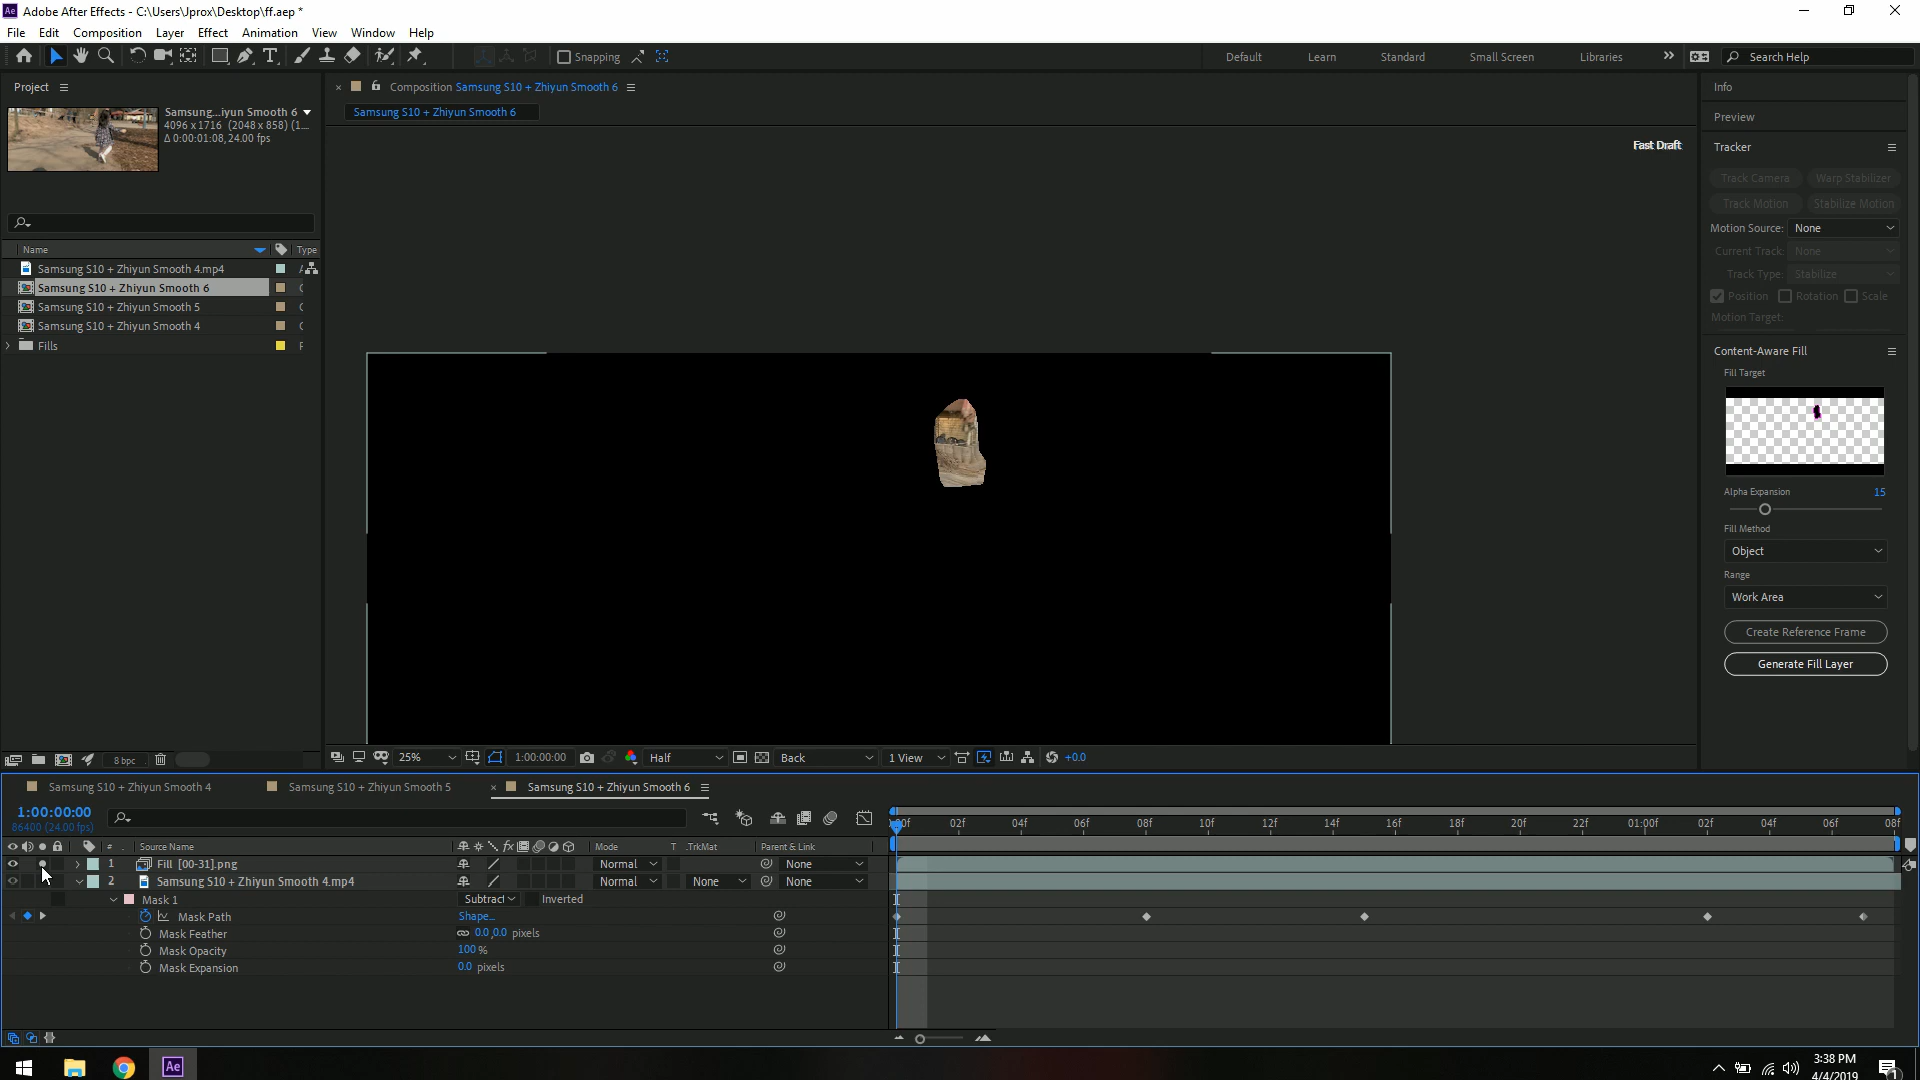 Ae Adobe After Effects - C:\Users\Jprox\Desktop\ff.aep *
File Edit Composition Layer Effect Animation View Window Help
Snapping
Default Learn Standard Small Screen Libraries Search Help
Project
Samsung...iyun Smooth 6
4096 x 1716 (2048 x 858) (1...
Δ 0:00:01:08, 24.00 fps
Name Type
Samsung S10 + Zhiyun Smooth 4.mp4
Samsung S10 + Zhiyun Smooth 6
Samsung S10 + Zhiyun Smooth 5
Samsung S10 + Zhiyun Smooth 4
Fills
8 bpc
Composition Samsung S10 + Zhiyun Smooth 6
Samsung S10 + Zhiyun Smooth 6
Fast Draft
25% 1:00:00:00 Half Back 1 View +0.0
Info
Preview
Tracker
Track Camera Warp Stabilizer
Track Motion Stabilize Motion
Motion Source: None
Current Track: None
Track Type: Stabilize
Position Rotation Scale
Motion Target:
Content-Aware Fill
Fill Target
Alpha Expansion 15
Fill Method
Object
Range
Work Area
Create Reference Frame
Generate Fill Layer
Samsung S10 + Zhiyun Smooth 4 Samsung S10 + Zhiyun Smooth 5 Samsung S10 + Zhiyun Smooth 6
1:00:00:00
86400 (24.00 fps)
02f 04f 06f 08f 10f 12f 14f 16f 18f 20f 22f 01:00f 02f 04f 06f 08f
# Source Name fx Mode T .TrkMat Parent & Link
1 Fill [00-31].png Normal None
2 Samsung S10 + Zhiyun Smooth 4.mp4 Normal None None
Mask 1 Subtract Inverted
Mask Path Shape...
Mask Feather 0.0 ,0.0 pixels
Mask Opacity 100 %
Mask Expansion 0.0 pixels
Ae
3:38 PM
4/4/2019